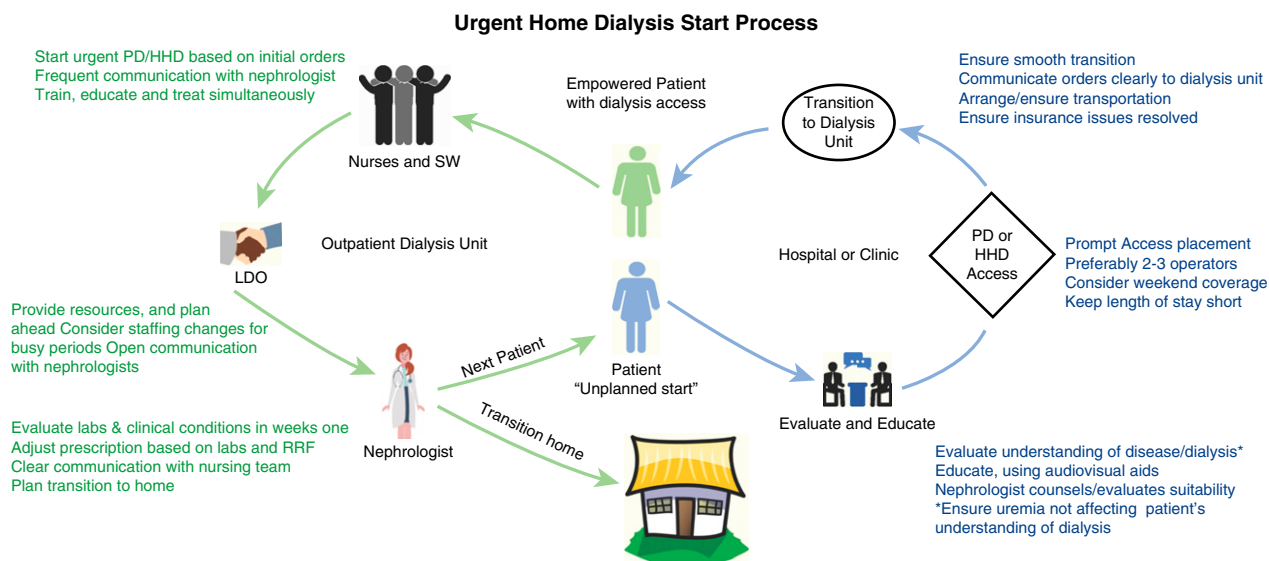 Urgent Home Dialysis Start Process
Start urgent PD/HHD based on initial orders
Frequent communication with nephrologist
Train, educate and treat simultaneously
Nurses and SW
Empowered Patient
with dialysis access
Transition
to Dialysis
Unit
Ensure smooth transition
Communicate orders clearly to dialysis unit
Arrange/ensure transportation
Ensure insurance issues resolved
LDO
Outpatient Dialysis Unit
Hospital or Clinic
PD or
HHD
Access
Prompt Access placement
Preferably 2-3 operators
Consider weekend coverage
Keep length of stay short
Provide resources, and plan
ahead Consider staffing changes for
busy periods Open communication
with nephrologists
Next Patient
Patient
“Unplanned start”
Evaluate and Educate
Nephrologist
Transition home
Evaluate labs & clinical conditions in weeks one
Adjust prescription based on labs and RRF
Clear communication with nursing team
Plan transition to home
Evaluate understanding of disease/dialysis*
Educate, using audiovisual aids
Nephrologist counsels/evaluates suitability
*Ensure uremia not affecting patient’s
understanding of dialysis